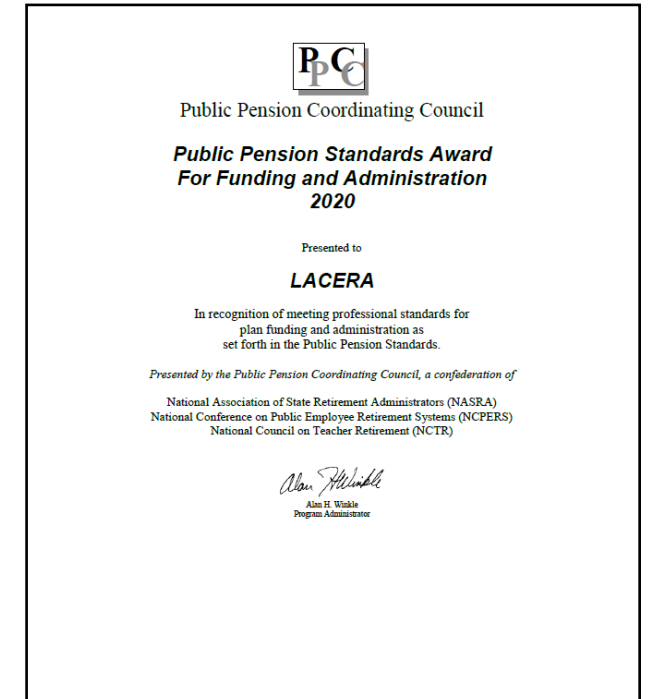 PPCC
Public Pension Coordinating Council
Public Pension Standards Award
For Funding and Administration
2020
Presented to
LACERA
In recognition of meeting professional standards for
plan funding and administration as
set forth in the Public Pension Standards.
Presented by the Public Pension Coordinating Council, a confederation of
National Association of State Retirement Administrators (NASRA)
National Conference on Public Employee Retirement Systems (NCPERS)
National Council on Teacher Retirement (NCTR)
Alan H Winkle
Alan H. Winkle
Program Administrator